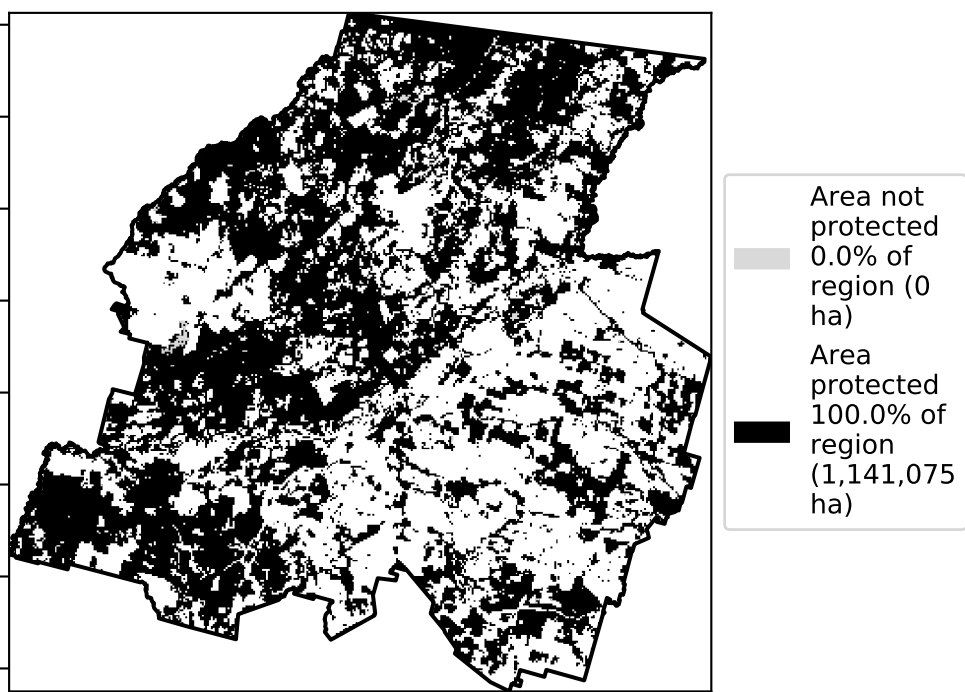 Area not
protected
0.0% of
region (0
ha)
Area
protected
100.0% of
region
(1,141,075
ha)